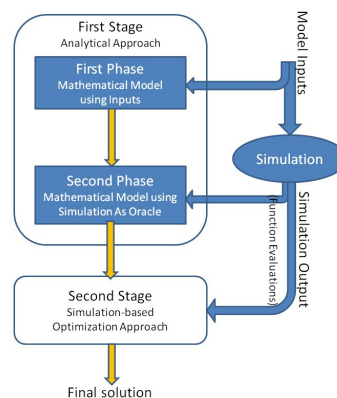 First Stage
Analytical Approach
First Phase
Mathematical Model
using Inputs
Second Phase
Mathematical Model using
Simulation As Oracle
Second Stage
Simulation-based
Optimization Approach
Final solution
Model Inputs
Simulation
Simulation Output
(Function Evaluations)